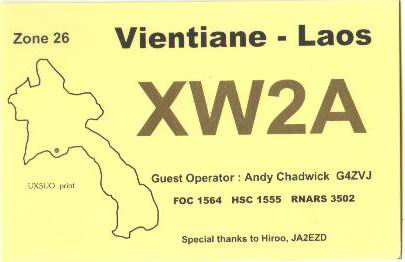 Zone 26
Vientiane - Laos
XW2A
Guest Operator : Andy Chadwick G4ZVJ
UX5UO print
FOC 1564 HSC 1555 RNARS 3502
Special thanks to Hiroo, JA2EZD